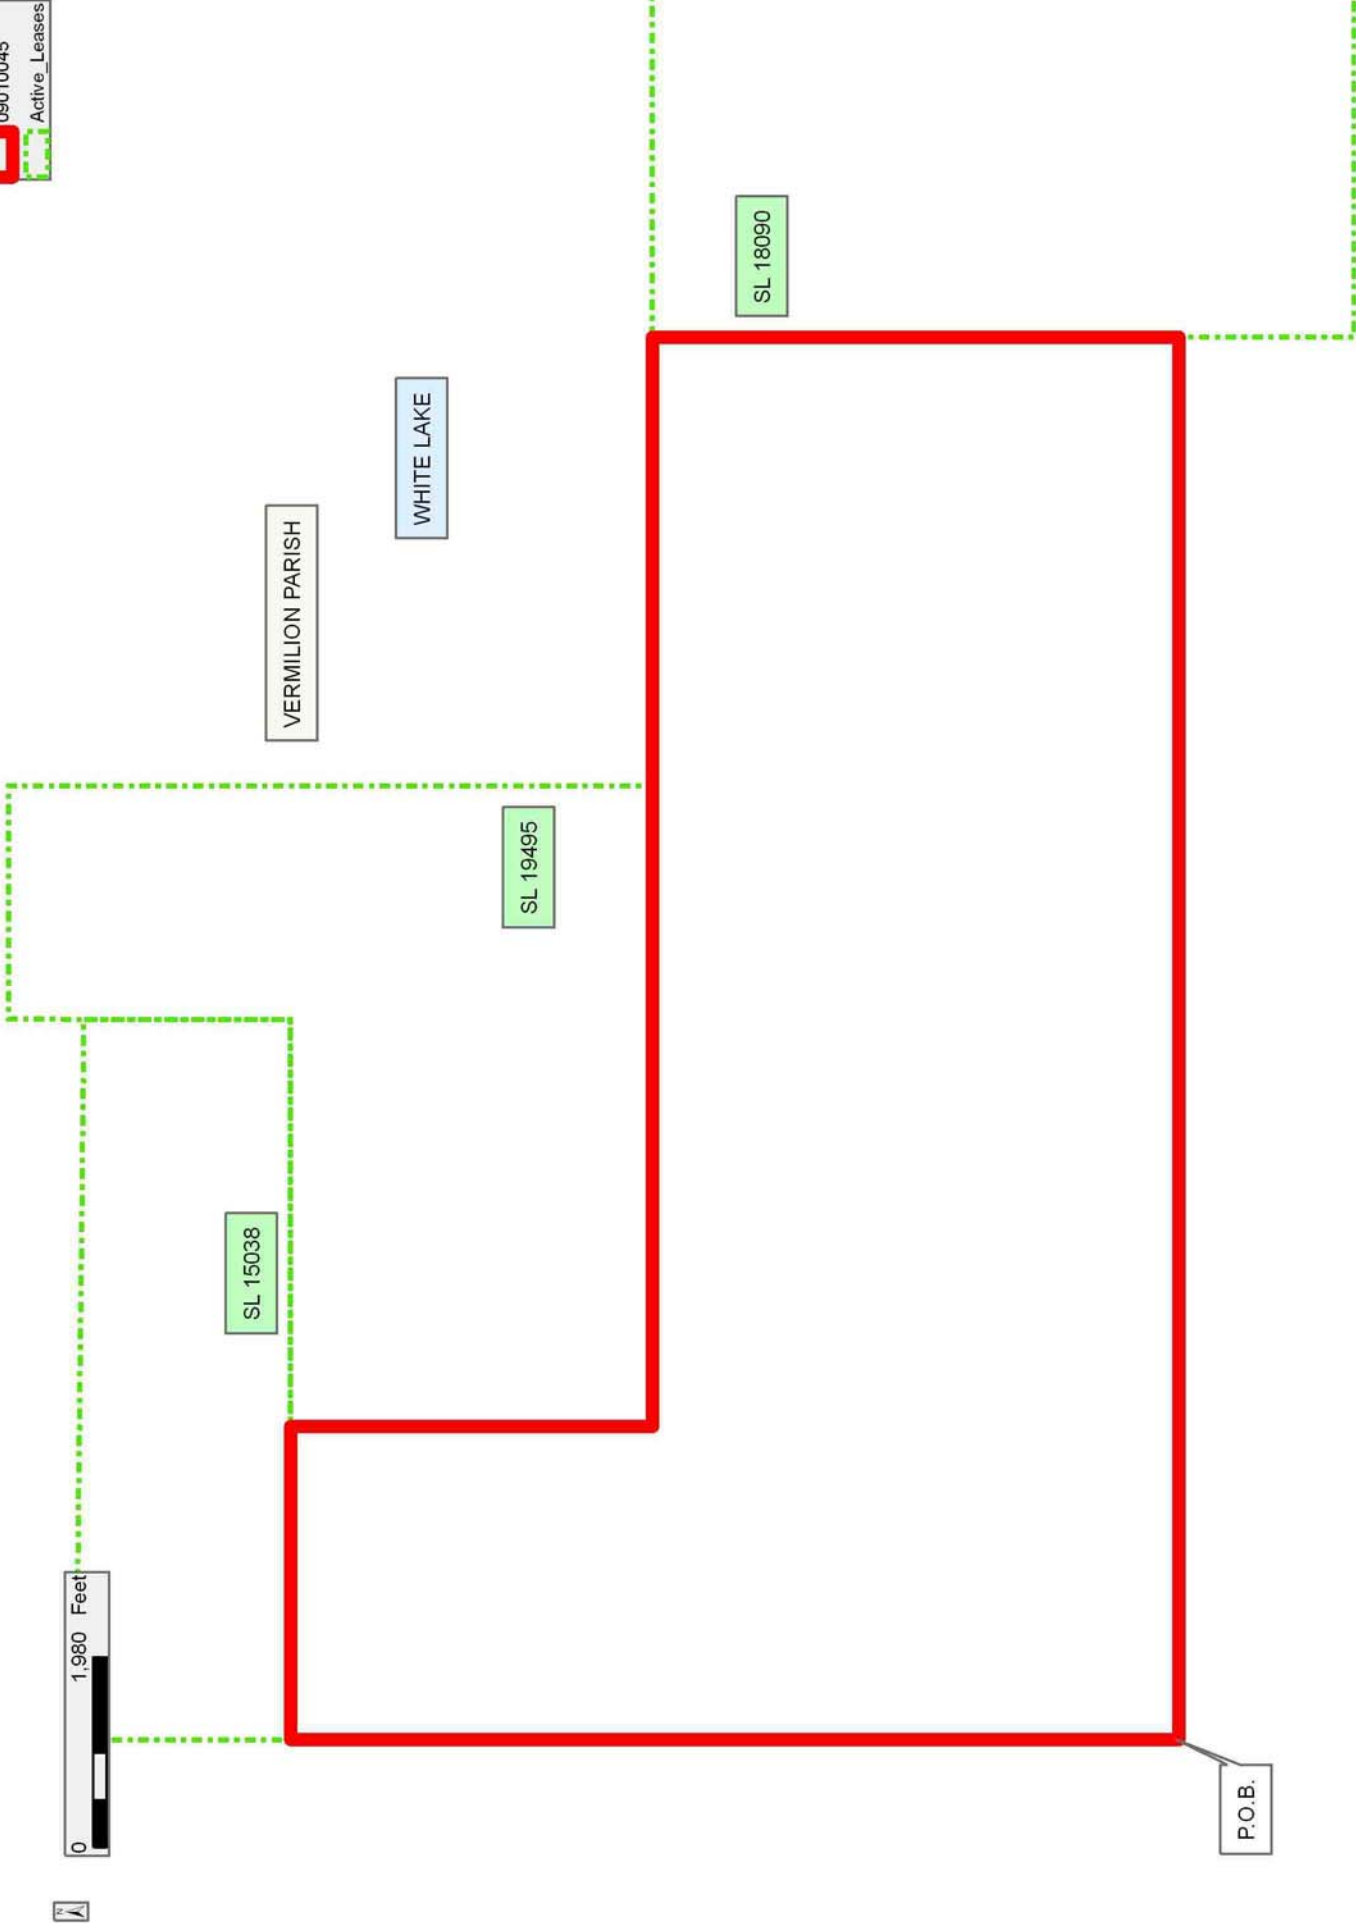 Active_Leases
SL 18090
WHITE LAKE
VERMILION PARISH
SL 19495
SL 15038
0 1,980 Feet
N
P.O.B.